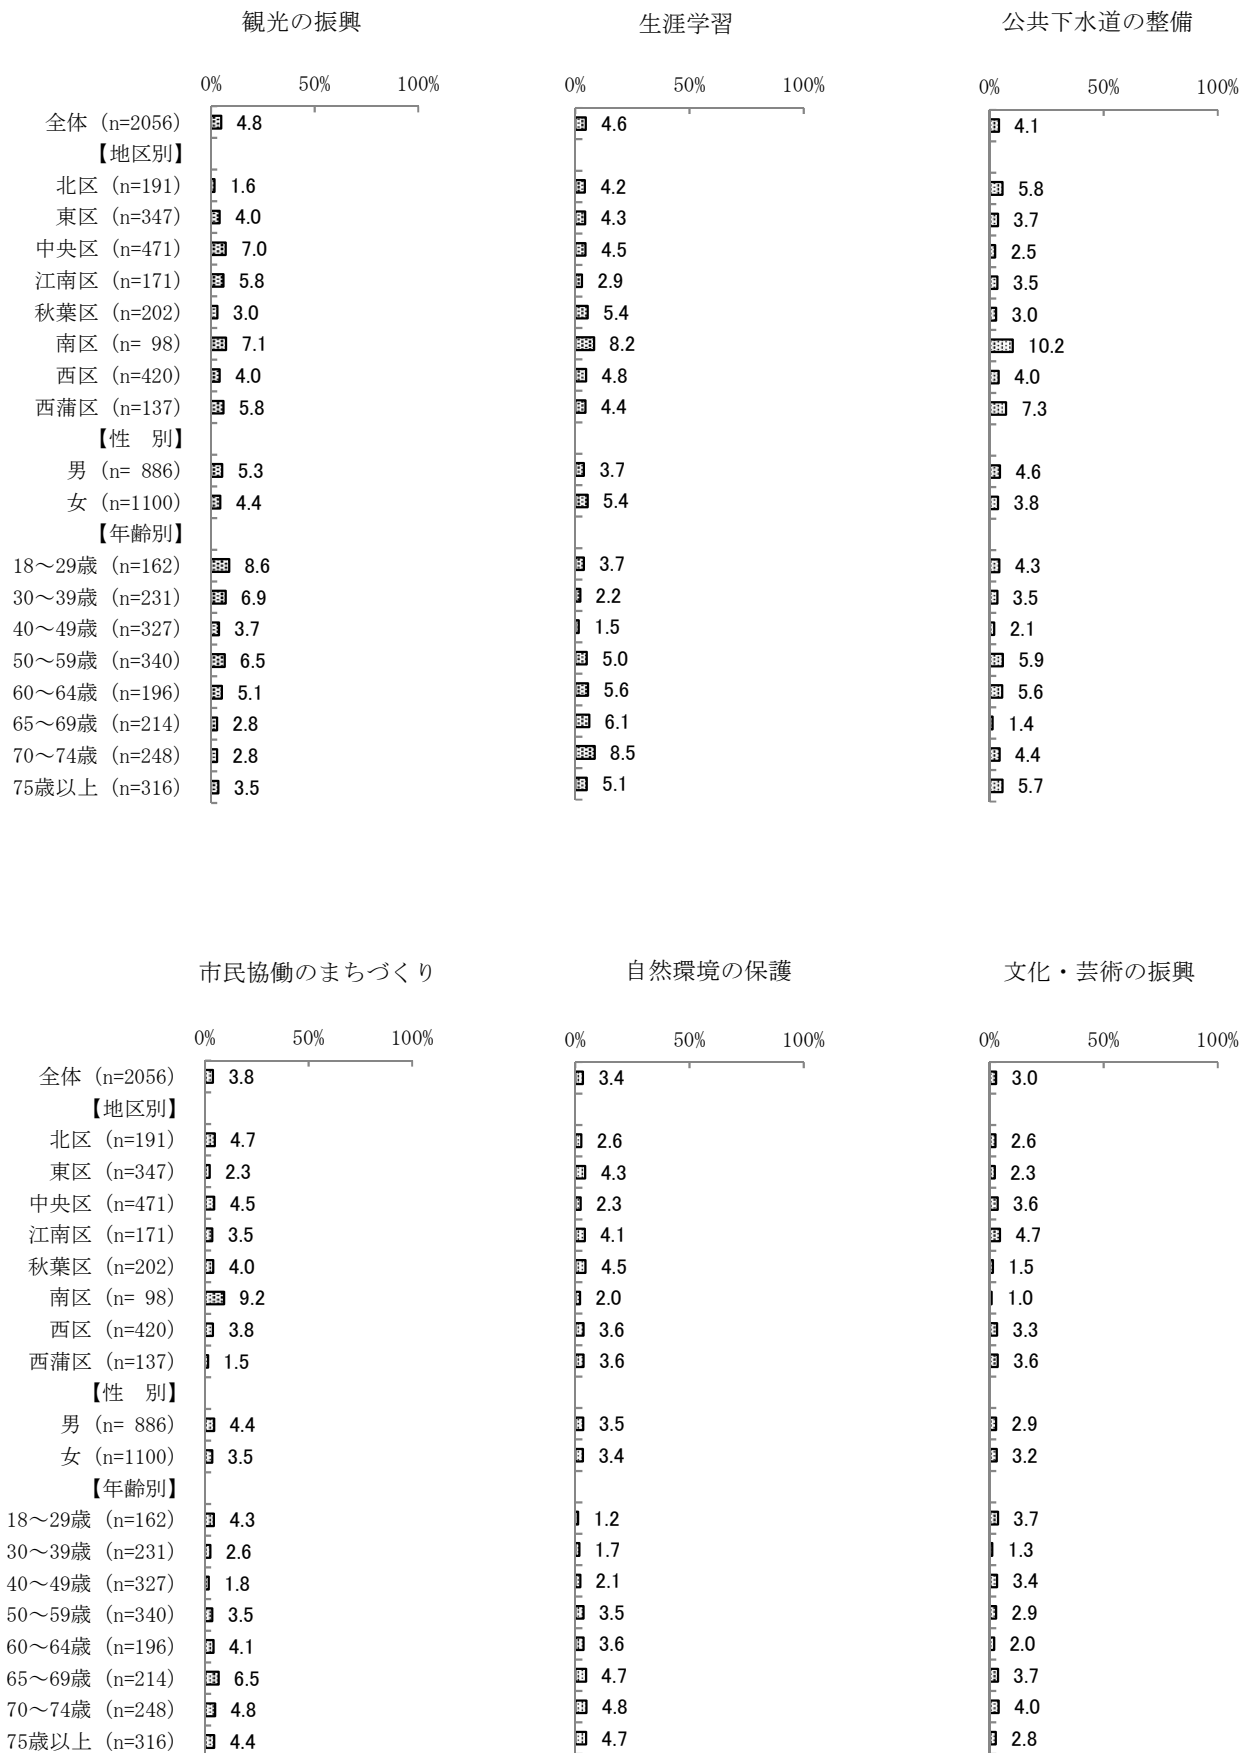 観光の振興 生涯学習 公共下水道の整備
0% 50% 100% 0% 50% 100% 0% 50% 100%
全体 (n=2056) 4.8 4.6 4.1
【地区別】
北区 (n=191) 1.6 4.2 5.8
東区 (n=347) 4.0 4.3 3.7
中央区 (n=471) 7.0 4.5 2.5
江南区 (n=171) 5.8 2.9 3.5
秋葉区 (n=202) 3.0 5.4 3.0
南区 (n= 98) 7.1 8.2 10.2
西区 (n=420) 4.0 4.8 4.0
西蒲区 (n=137) 5.8 4.4 7.3
【性　別】
男 (n= 886) 5.3 3.7 4.6
女 (n=1100) 4.4 5.4 3.8
【年齢別】
18～29歳 (n=162) 8.6 3.7 4.3
30～39歳 (n=231) 6.9 2.2 3.5
40～49歳 (n=327) 3.7 1.5 2.1
50～59歳 (n=340) 6.5 5.0 5.9
60～64歳 (n=196) 5.1 5.6 5.6
65～69歳 (n=214) 2.8 6.1 1.4
70～74歳 (n=248) 2.8 8.5 4.4
75歳以上 (n=316) 3.5 5.1 5.7
市民協働のまちづくり 自然環境の保護 文化・芸術の振興
0% 50% 100% 0% 50% 100% 0% 50% 100%
全体 (n=2056) 3.8 3.4 3.0
【地区別】
北区 (n=191) 4.7 2.6 2.6
東区 (n=347) 2.3 4.3 2.3
中央区 (n=471) 4.5 2.3 3.6
江南区 (n=171) 3.5 4.1 4.7
秋葉区 (n=202) 4.0 4.5 1.5
南区 (n= 98) 9.2 2.0 1.0
西区 (n=420) 3.8 3.6 3.3
西蒲区 (n=137) 1.5 3.6 3.6
【性　別】
男 (n= 886) 4.4 3.5 2.9
女 (n=1100) 3.5 3.4 3.2
【年齢別】
18～29歳 (n=162) 4.3 1.2 3.7
30～39歳 (n=231) 2.6 1.7 1.3
40～49歳 (n=327) 1.8 2.1 3.4
50～59歳 (n=340) 3.5 3.5 2.9
60～64歳 (n=196) 4.1 3.6 2.0
65～69歳 (n=214) 6.5 4.7 3.7
70～74歳 (n=248) 4.8 4.8 4.0
75歳以上 (n=316) 4.4 4.7 2.8